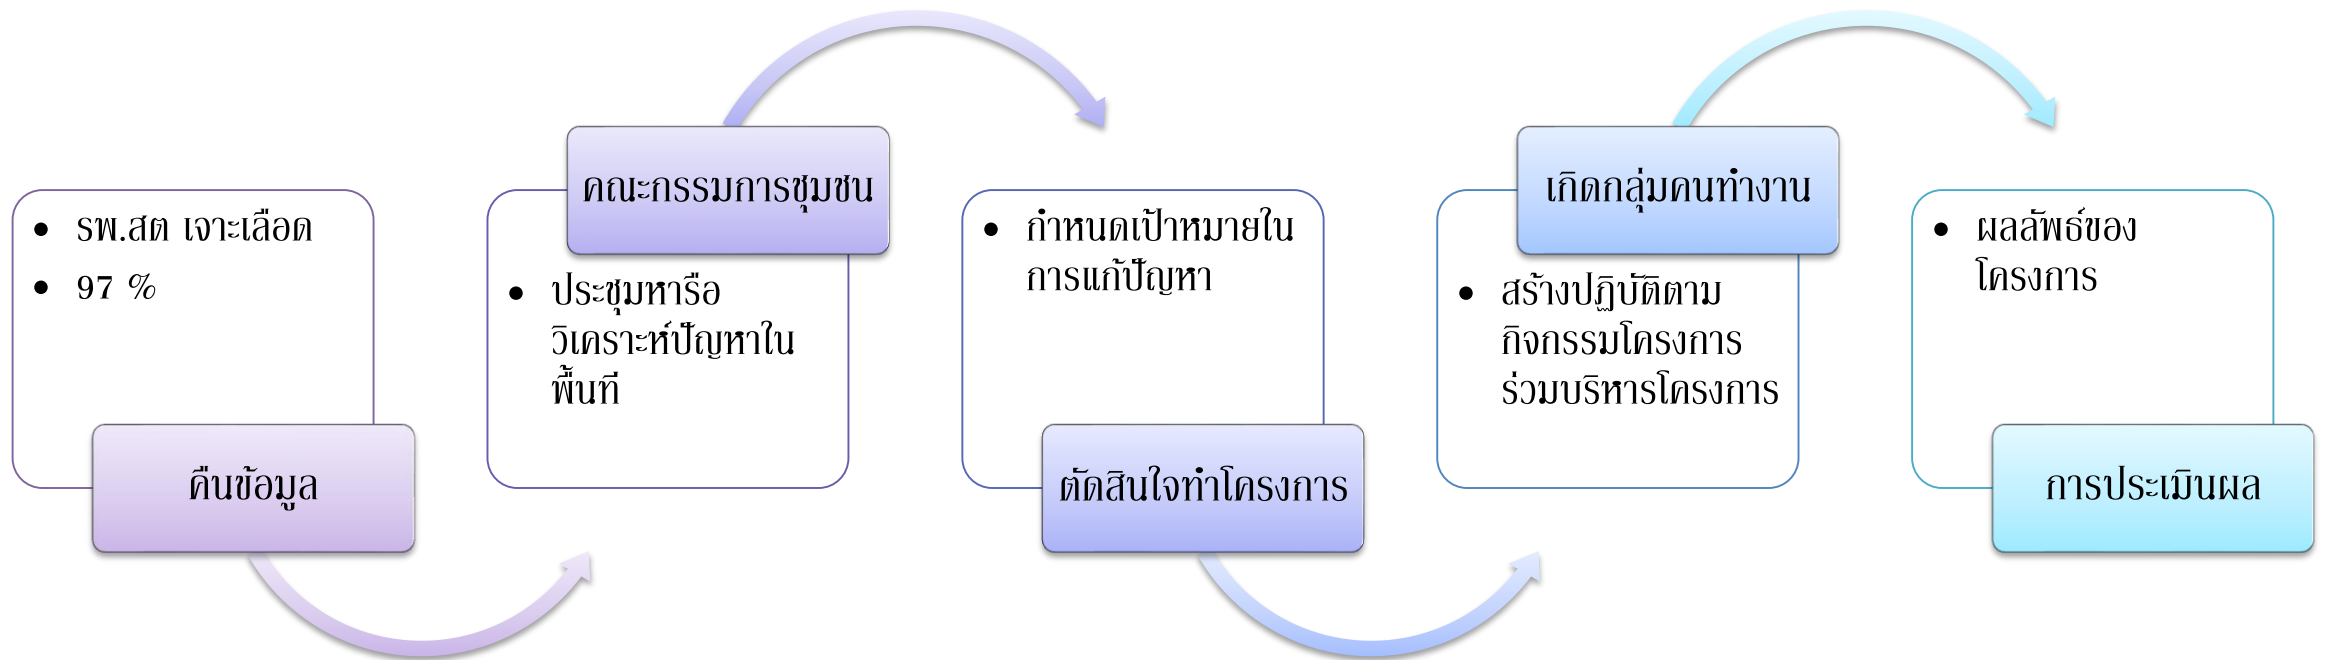 • รพ.สต เจาะเลือด
• 97 %
คืนข้อมูล
คณะกรรมการชุมชน
• ประชุมหารือ
วิเคราะห์ปัญหาใน
พื้นที่
• กำหนดเป้าหมายใน
การแก้ปัญหา
ตัดสินใจทำโครงการ
เกิดกลุ่มคนทำงาน
• สร้างปฏิบัติตาม
กิจกรรมโครงการ
ร่วมบริหารโครงการ
• ผลลัพธ์ของ
โครงการ
การประเมินผล